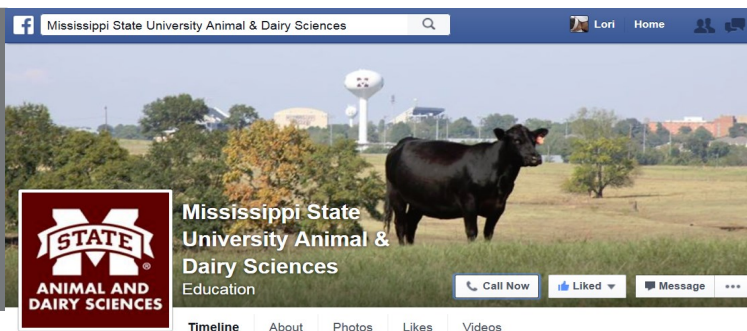 Mississippi State University Animal & Dairy Sciences
Lori
Home
Mississippi State
University Animal &
Dairy Sciences
Education
STATE
ANIMAL AND
DAIRY SCIENCES
Call Now
Liked
Message
Timeline
About
Photos
Likes
Videos